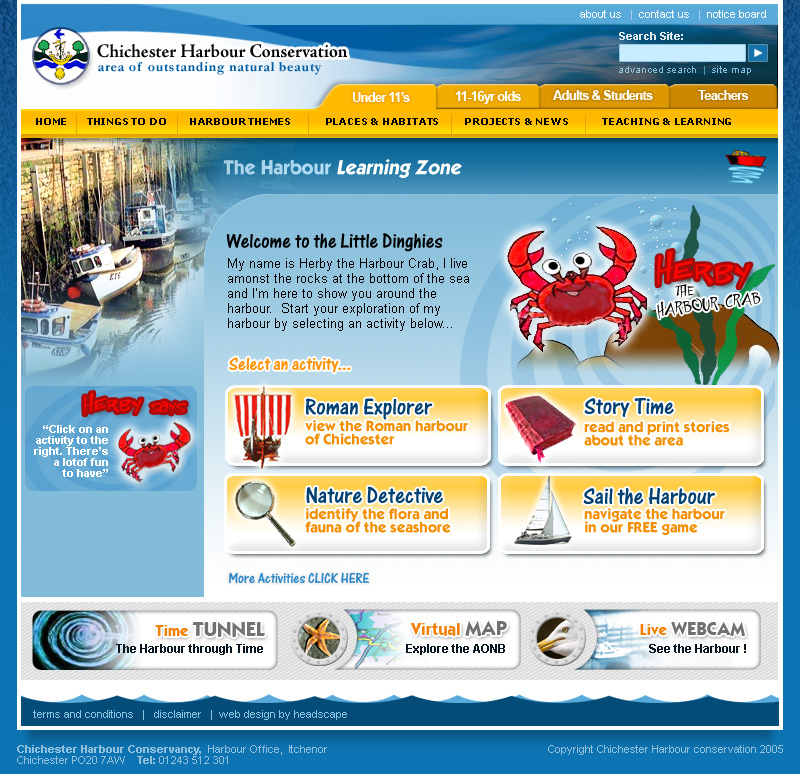 about us | contact us | notice board
Chichester Harbour Conservation
area of outstanding natural beauty
Search Site:
advanced search | site map
Under 11's
11-16yr olds
Adults & Students
Teachers
HOME
THINGS TO DO
HARBOUR THEMES
PLACES & HABITATS
PROJECTS & NEWS
TEACHING & LEARNING
The Harbour Learning Zone
Welcome to the Little Dinghies
My name is Herby the Harbour Crab, I live
amonst the rocks at the bottom of the sea
and I'm here to show you around the
harbour. Start your exploration of my
harbour by selecting an activity below...
HERBY
THE
HARBOUR CRAB
Select an activity...
HERBY SAYS
“Click on an
activity to the
right. There's
a lotof fun
to have”
Roman Explorer
view the Roman harbour
of Chichester
Story Time
read and print stories
about the area
Nature Detective
identify the flora and
fauna of the seashore
Sail the Harbour
navigate the harbour
in our FREE game
More Activities CLICK HERE
Time TUNNEL
The Harbour through Time
Virtual MAP
Explore the AONB
Live WEBCAM
See the Harbour !
terms and conditions | disclaimer | web design by headscape
Chichester Harbour Conservancy, Harbour Office, Itchenor
Chichester PO20 7AW Tel: 01243 512 301
Copyright Chichester Harbour conservation 2005